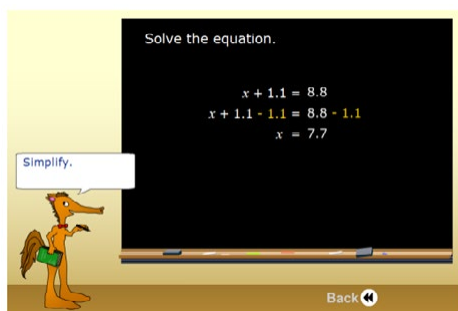 Solve the equation.
x + 1.1 = 8.8
x + 1.1 - 1.1 = 8.8 - 1.1
x = 7.7
Simplify.
Back